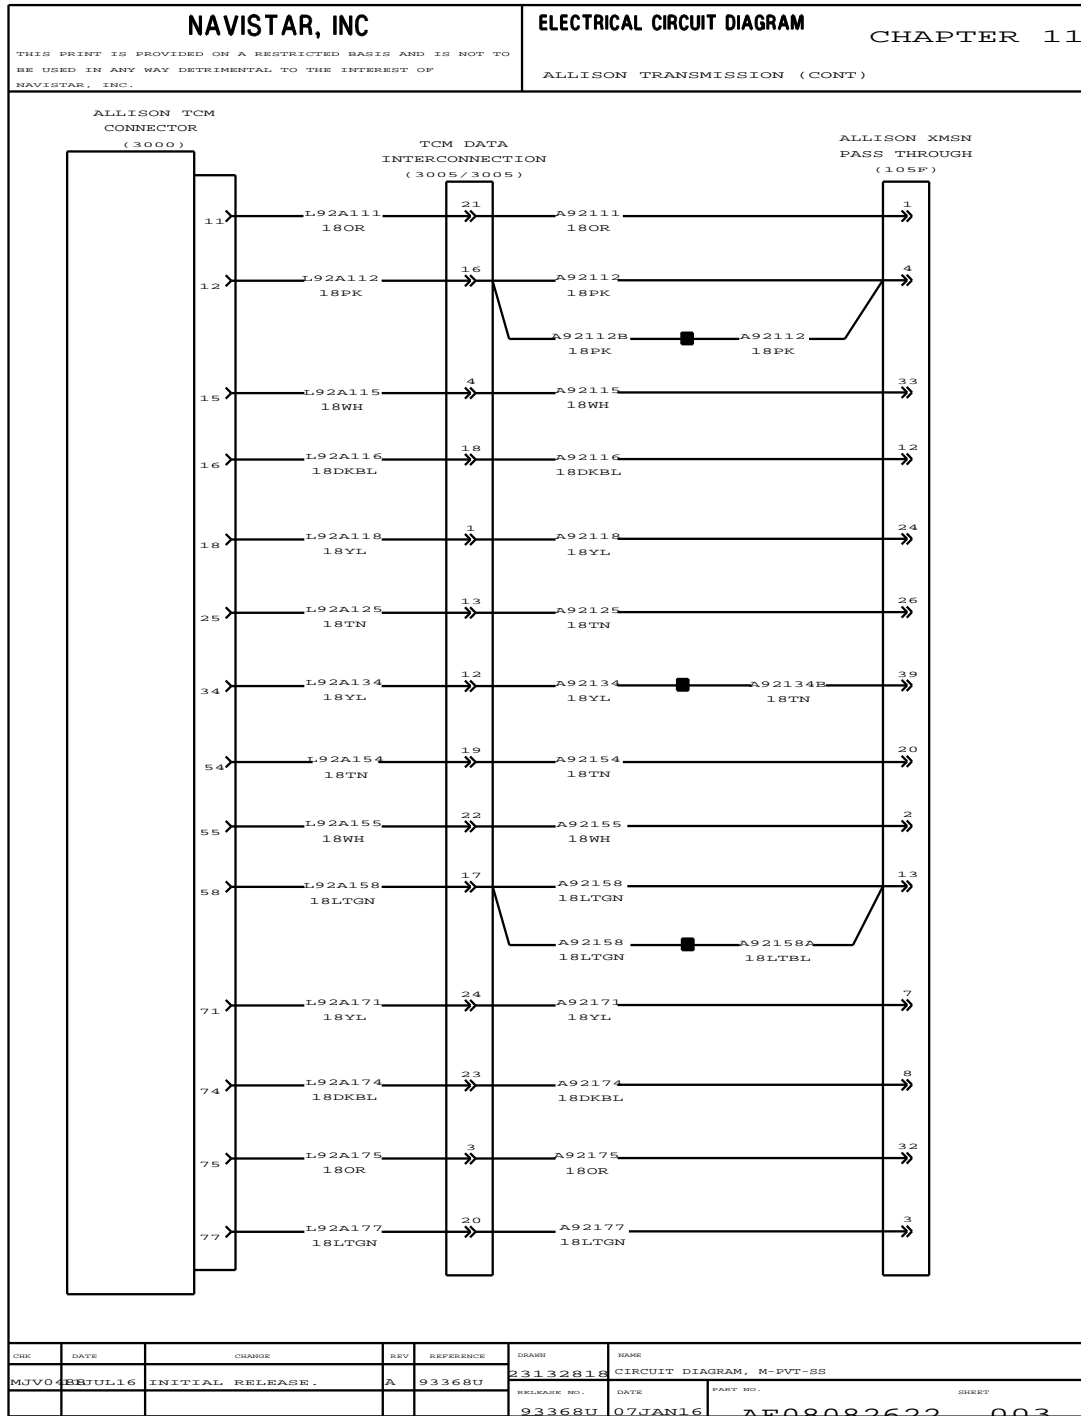 NAVISTAR, INC
THIS PRINT IS PROVIDED ON A RESTRICTED BASIS AND IS NOT TO
BE USED IN ANY WAY DETRIMENTAL TO THE INTEREST OF
NAVISTAR, INC.
ELECTRICAL CIRCUIT DIAGRAM
CHAPTER 11
ALLISON TRANSMISSION (CONT)
ALLISON TCM
CONNECTOR
(3000)
TCM DATA
INTERCONNECTION
(3005/3005)
ALLISON XMSN
PASS THROUGH
(105F)
11 L92A111 21 A92111 1
18OR 18OR
12 L92A112 16 A92112 4
18PK 18PK
A92112B A92112
18PK 18PK
15 L92A115 4 A92115 33
18WH 18WH
16 L92A116 18 A92116 12
18DKBL 18DKBL
18 L92A118 1 A92118 24
18YL 18YL
25 L92A125 13 A92125 26
18TN 18TN
34 L92A134 12 A92134 A92134B 39
18YL 18YL 18TN
54 L92A154 19 A92154 20
18TN 18TN
55 L92A155 22 A92155 2
18WH 18WH
58 L92A158 17 A92158 13
18LTGN 18LTGN
A92158 A92158A
18LTGN 18LTBL
71 L92A171 24 A92171 7
18YL 18YL
74 L92A174 23 A92174 8
18DKBL 18DKBL
75 L92A175 3 A92175 32
18OR 18OR
77 L92A177 20 A92177 3
18LTGN 18LTGN
CHK DATE CHANGE REV REFERENCE DRAWN NAME
INITIAL RELEASE. A 93368U 23132818 CIRCUIT DIAGRAM, M-PVT-SS
RELEASE NO. DATE PART NO. SHEET
93368U 07JAN16 AF08082622 003